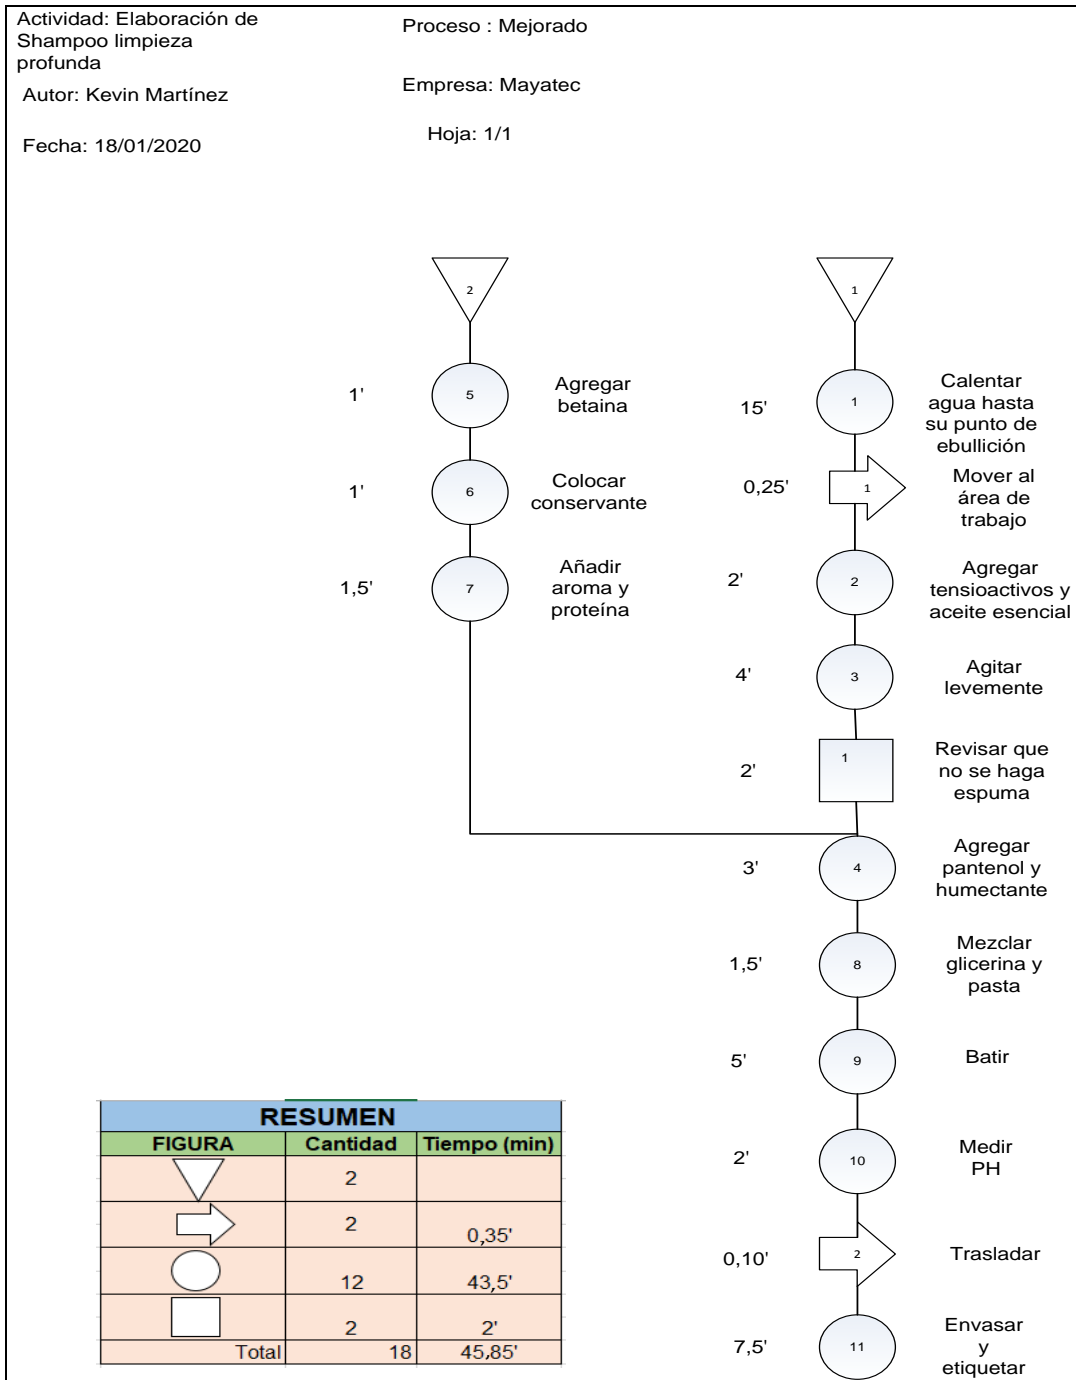 Actividad: Elaboración de
Shampoo limpieza
profunda
Proceso : Mejorado
Autor: Kevin Martínez
Empresa: Mayatec
Fecha: 18/01/2020
Hoja: 1/1
2
1'
5
Agregar
betaina
1'
6
Colocar
conservante
1,5'
7
Añadir
aroma y
proteína
1
15'
1
Calentar
agua hasta
su punto de
ebullición
0,25'
1
Mover al
área de
trabajo
2'
2
Agregar
tensioactivos y
aceite esencial
4'
3
Agitar
levemente
2'
1
Revisar que
no se haga
espuma
3'
4
Agregar
pantenol y
humectante
1,5'
8
Mezclar
glicerina y
pasta
5'
9
Batir
2'
10
Medir
PH
0,10'
2
Trasladar
7,5'
11
Envasar
y
etiquetar
RESUMEN
FIGURA Cantidad Tiempo (min)
2
2 0,35'
12 43,5'
2 2'
Total 18 45,85'